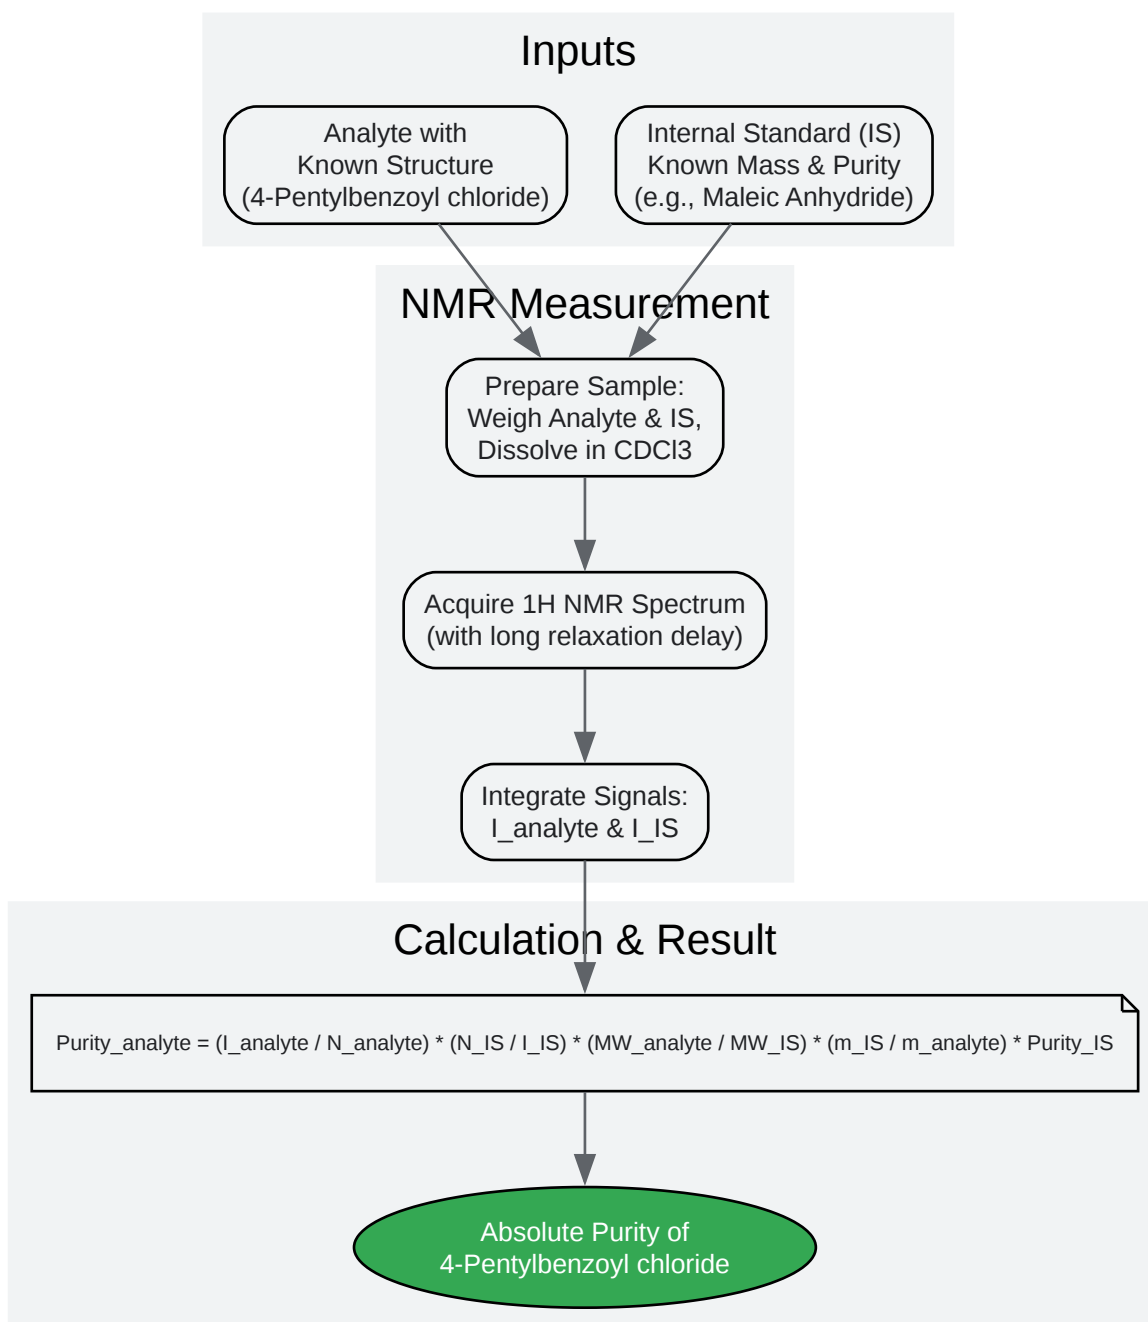 Inputs
Analyte with
Known Structure
(4-Pentylbenzoyl chloride)
Internal Standard (IS)
Known Mass & Purity
(e.g., Maleic Anhydride)
NMR Measurement
Prepare Sample:
Weigh Analyte & IS,
Dissolve in CDCl3
Acquire 1H NMR Spectrum
(with long relaxation delay)
Integrate Signals:
I_analyte & I_IS
Calculation & Result
Purity_analyte = (I_analyte / N_analyte) * (N_IS / I_IS) * (MW_analyte / MW_IS) * (m_IS / m_analyte) * Purity_IS
Absolute Purity of
4-Pentylbenzoyl chloride